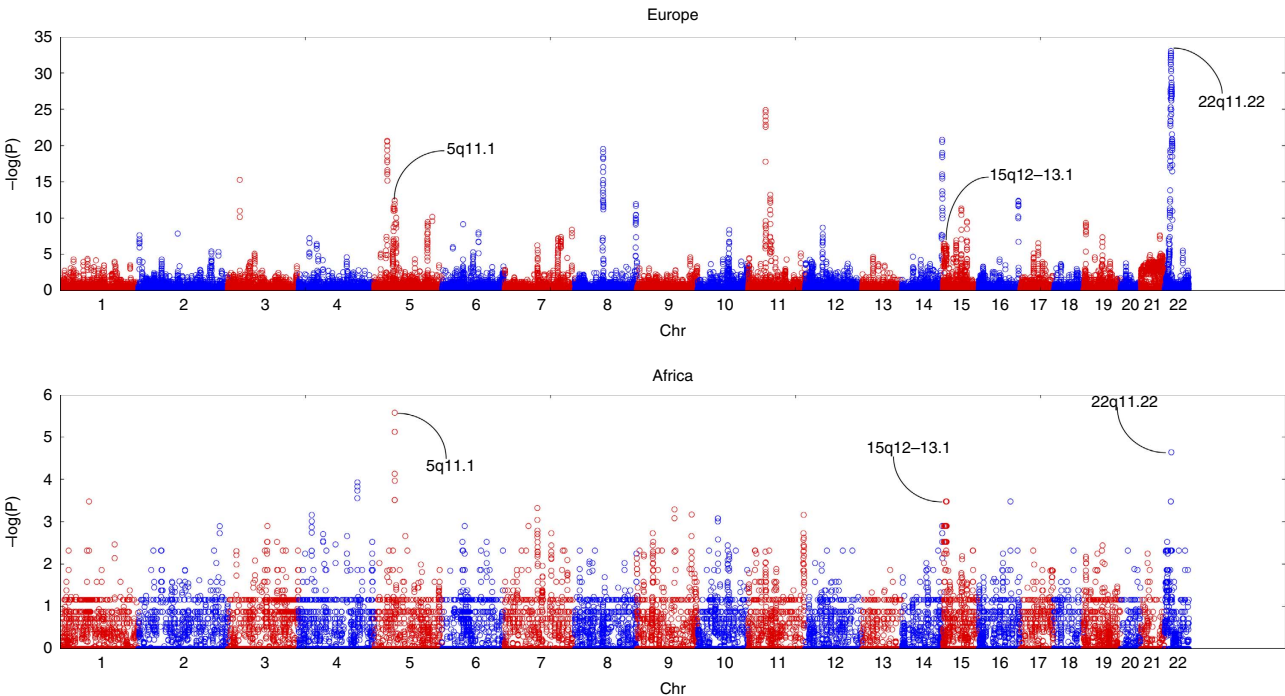 Europe
35
30
25
20
15
10
5
0
–log(P)
5q11.1
15q12–13.1
22q11.22
1 2 3 4 5 6 7 8 9 10 11 12 13 14 15 16 17 18 19 20 21 22
Chr
Africa
6
5
4
3
2
1
0
–log(P)
5q11.1
15q12–13.1
22q11.22
1 2 3 4 5 6 7 8 9 10 11 12 13 14 15 16 17 18 19 20 21 22
Chr